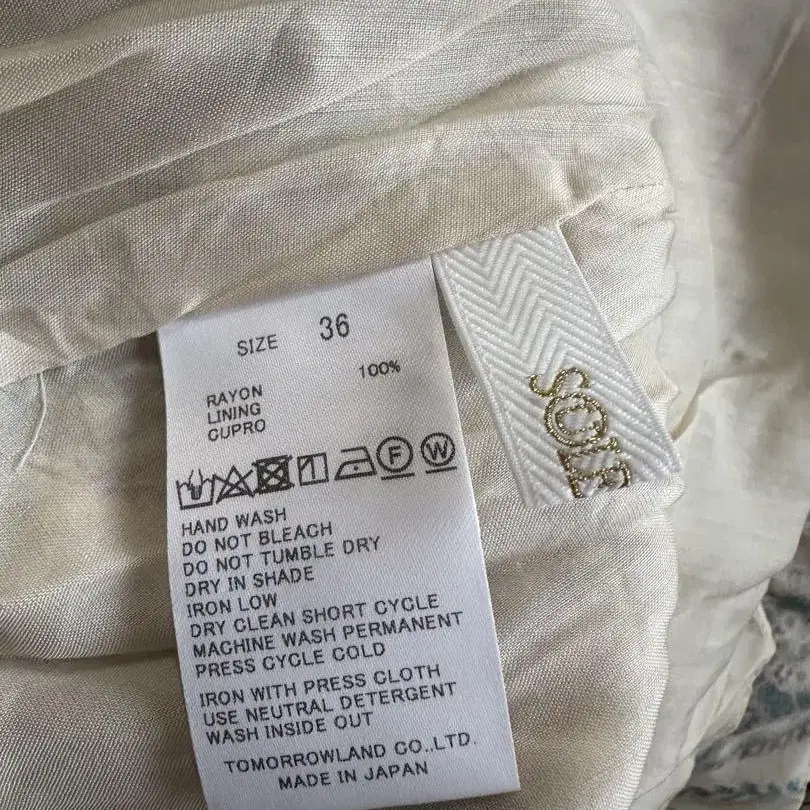 SIZE 36
100%
RAYON
LINING
CUPRO
F W
HAND WASH
DO NOT BLEACH
DO NOT TUMBLE DRY
DRY IN SHADE
IRON LOW
DRY CLEAN SHORT CYCLE
MACHINE WASH PERMANENT
PRESS CYCLE COLD
IRON WITH PRESS CLOTH
USE NEUTRAL DETERGENT
WASH INSIDE OUT
TOMORROWLAND CO.,LTD.
MADE IN JAPAN